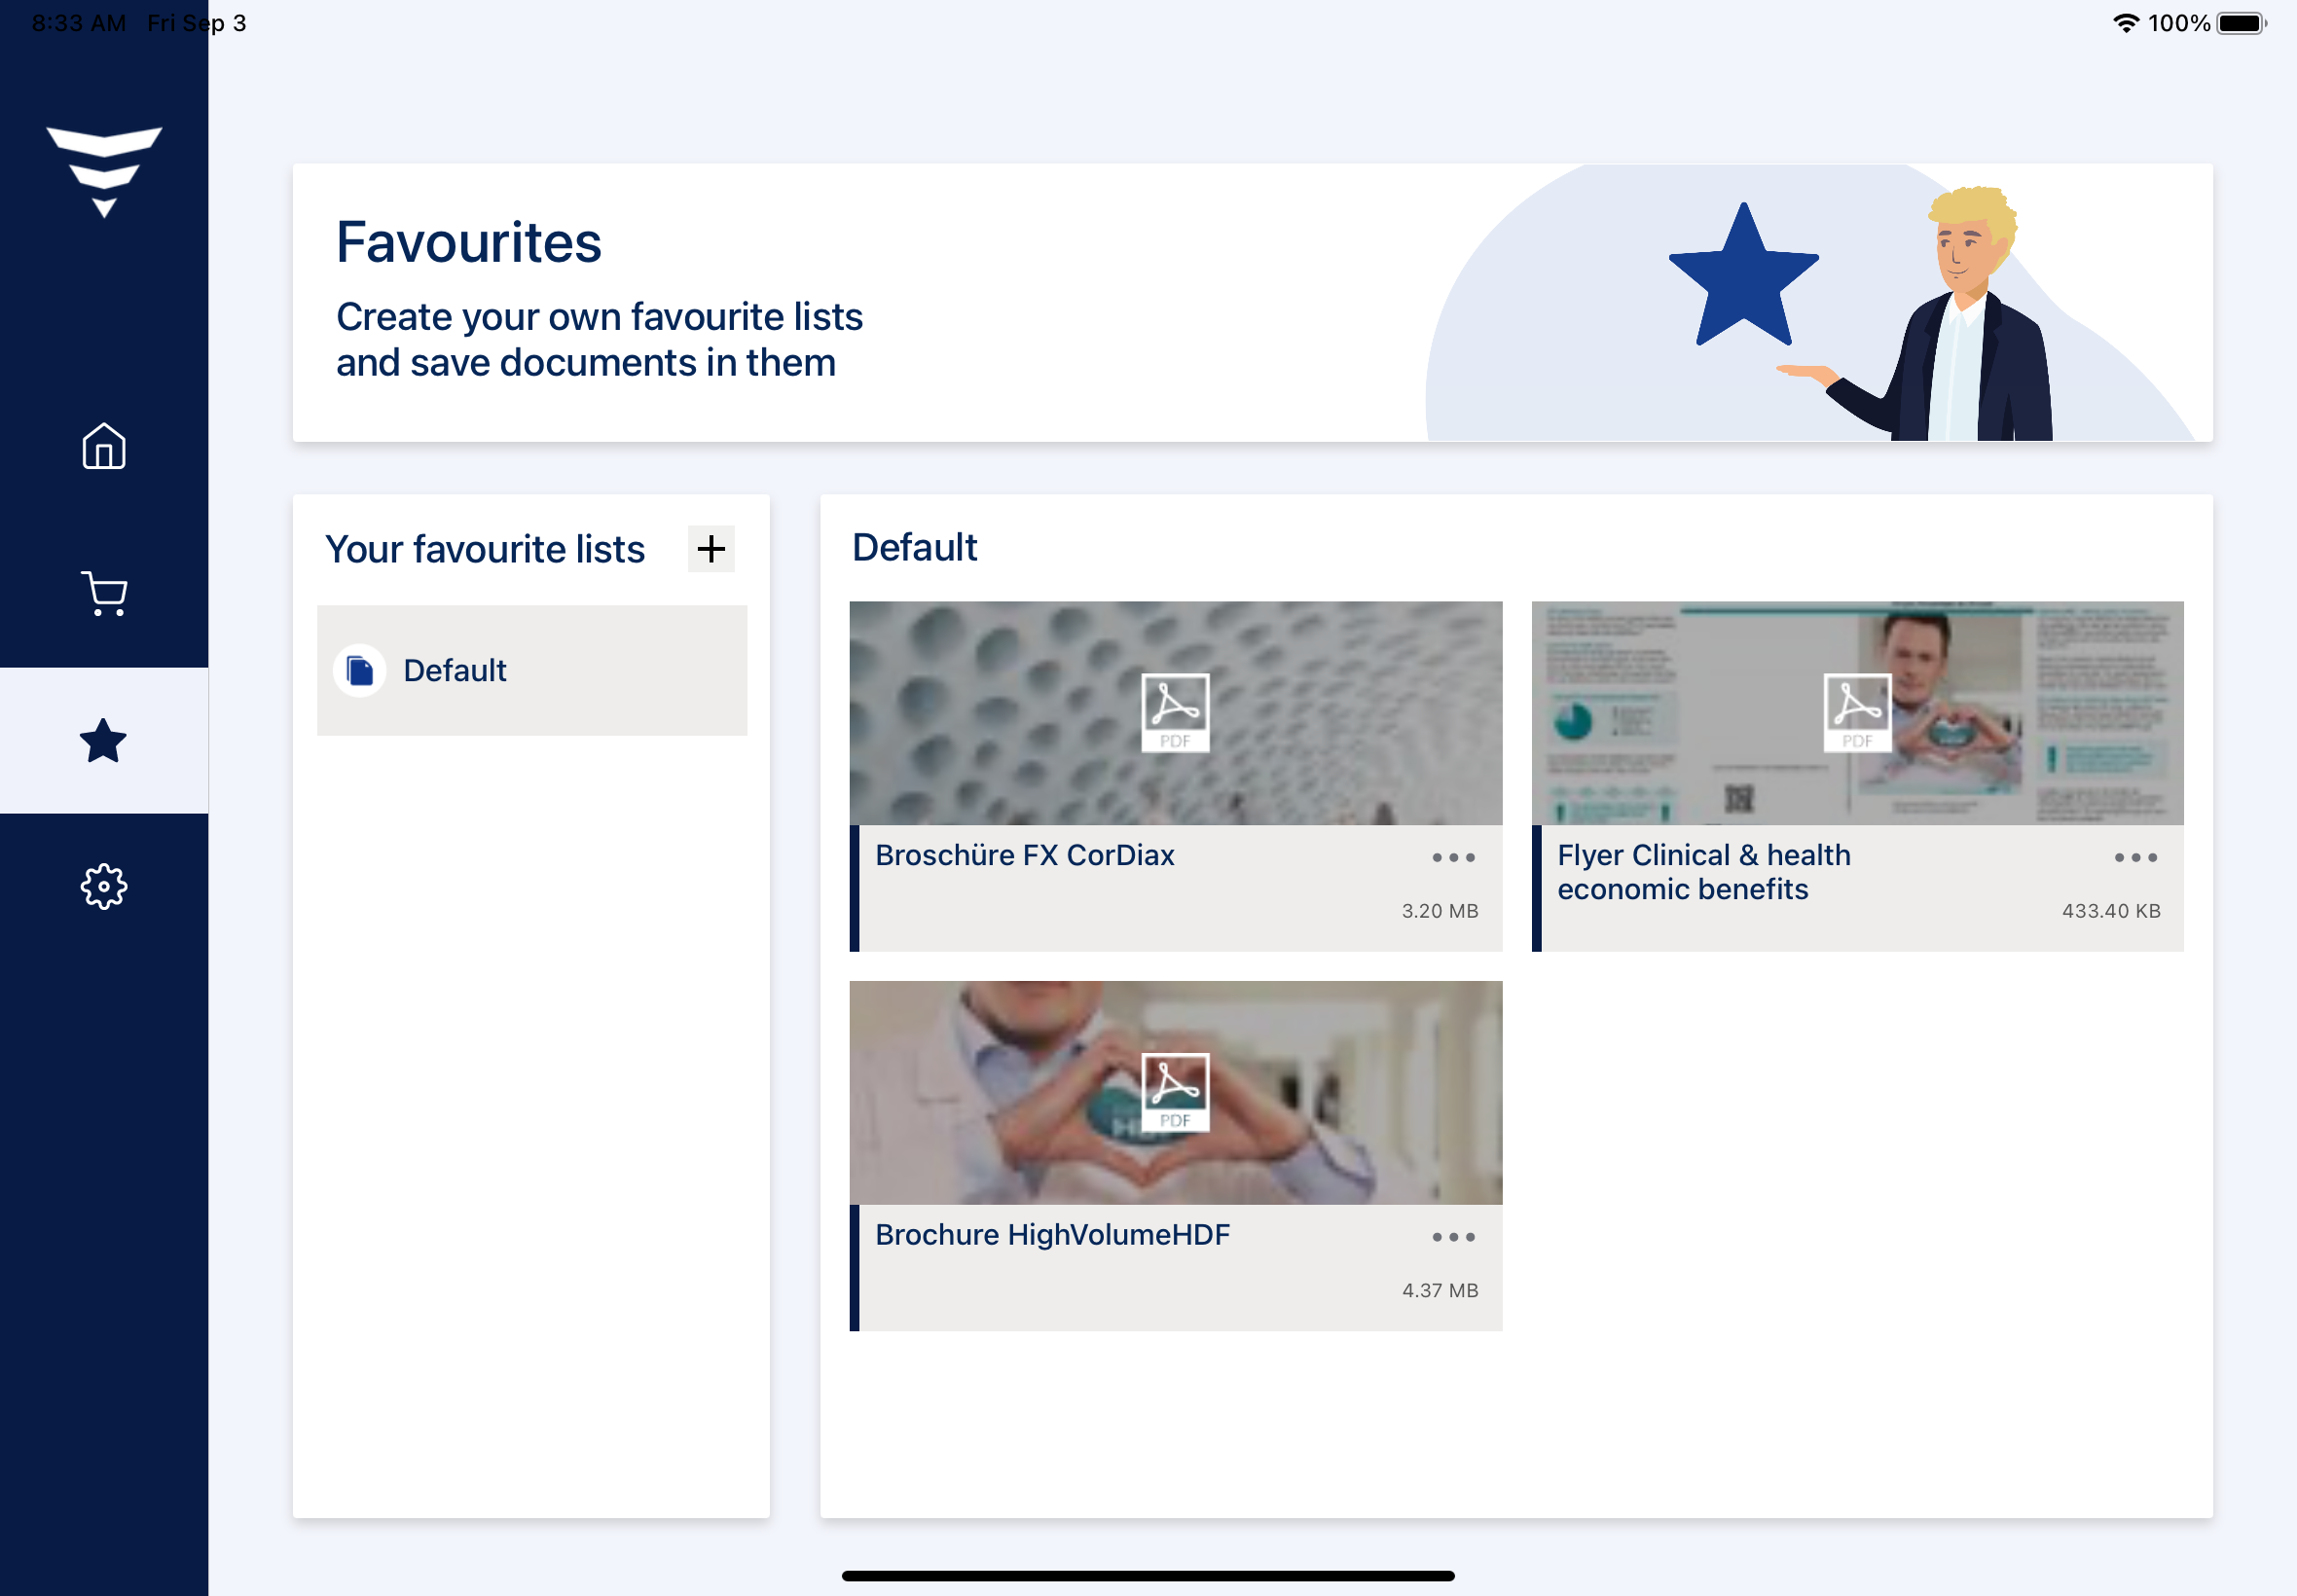 8:33 AM Fri Sep 3
100%
Favourites
Create your own favourite lists
and save documents in them
Your favourite lists
Default
Default
PDF
Broschüre FX CorDiax
3.20 MB
PDF
Flyer Clinical & health
economic benefits
433.40 KB
PDF
Brochure HighVolumeHDF
4.37 MB